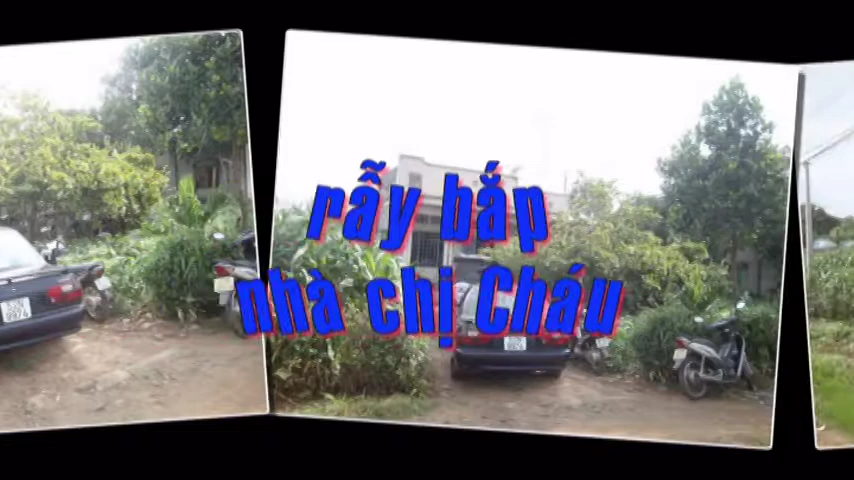 rẫy bắp
nhà chị Cháu